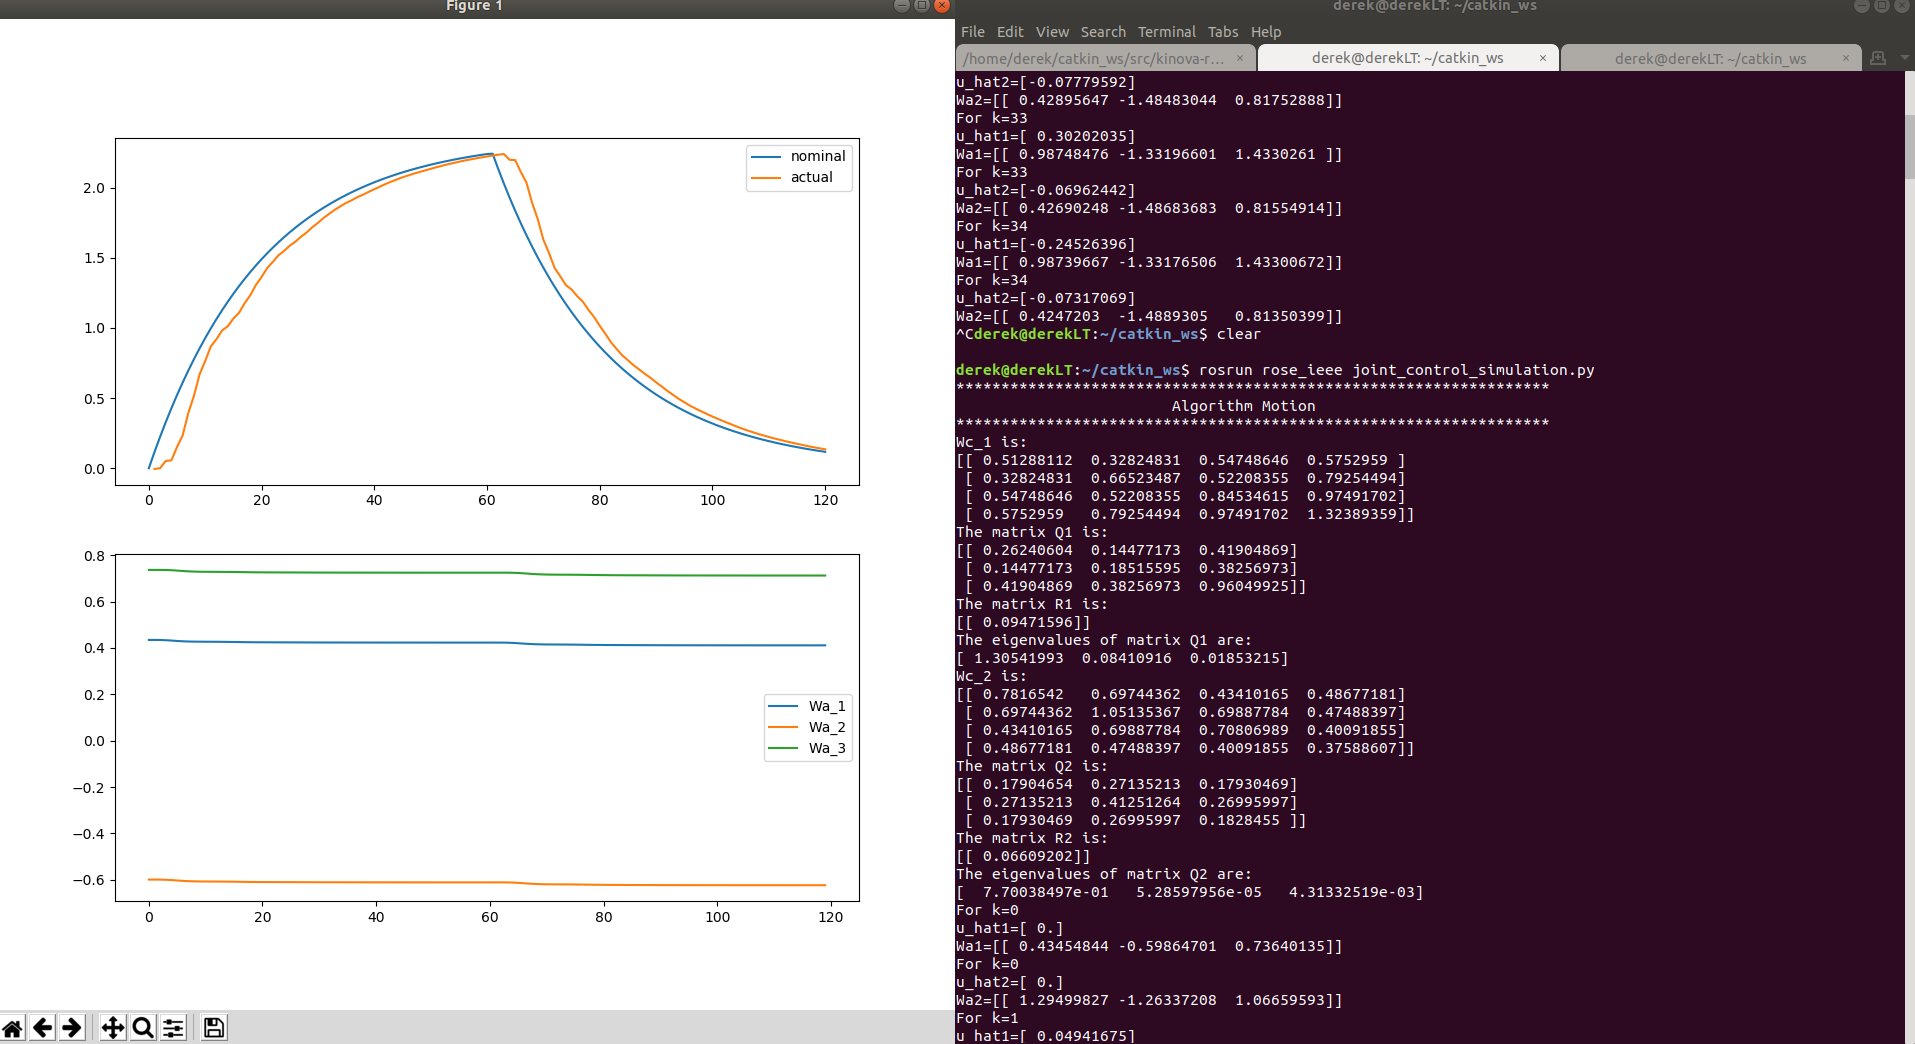 Figure 1
nominal
actual
2.0
1.5
1.0
0.5
0.0
0 20 40 60 80 100 120
0.8
0.6
0.4
0.2
0.0
−0.2
−0.4
−0.6
Wa_1
Wa_2
Wa_3
0 20 40 60 80 100 120
derek@derekLT: ~/catkin_ws
File Edit View Search Terminal Tabs Help
/home/derek/catkin_ws/src/kinova-r... × derek@derekLT: ~/catkin_ws × derek@derekLT: ~/catkin_ws ×
u_hat2=[-0.07779592]
Wa2=[[ 0.42895647 -1.48483044  0.81752888]]
For k=33
u_hat1=[ 0.30202035]
Wa1=[[ 0.98748476 -1.33196601  1.4330261 ]]
For k=33
u_hat2=[-0.06962442]
Wa2=[[ 0.42690248 -1.48683683  0.81554914]]
For k=34
u_hat1=[-0.24526396]
Wa1=[[ 0.98739667 -1.33176506  1.43300672]]
For k=34
u_hat2=[-0.07317069]
Wa2=[[ 0.4247203  -1.4889305   0.81350399]]
^Cderek@derekLT:~/catkin_ws$ clear
derek@derekLT:~/catkin_ws$ rosrun rose_ieee joint_control_simulation.py
******************************************************************
Algorithm Motion
******************************************************************
Wc_1 is:
[[ 0.51288112  0.32824831  0.54748646  0.5752959 ]
[ 0.32824831  0.66523487  0.52208355  0.79254494]
[ 0.54748646  0.52208355  0.84534615  0.97491702]
[ 0.5752959   0.79254494  0.97491702  1.32389359]]
The matrix Q1 is:
[[ 0.26240604  0.14477173  0.41904869]
[ 0.14477173  0.18515595  0.38256973]
[ 0.41904869  0.38256973  0.96049925]]
The matrix R1 is:
[[ 0.09471596]]
The eigenvalues of matrix Q1 are:
[ 1.30541993  0.08410916  0.01853215]
Wc_2 is:
[[ 0.7816542   0.69744362  0.43410165  0.48677181]
[ 0.69744362  1.05135367  0.69887784  0.47488397]
[ 0.43410165  0.69887784  0.70806989  0.40091855]
[ 0.48677181  0.47488397  0.40091855  0.37588607]]
The matrix Q2 is:
[[ 0.17904654  0.27135213  0.17930469]
[ 0.27135213  0.41251264  0.26995997]
[ 0.17930469  0.26995997  0.1828455 ]]
The matrix R2 is:
[[ 0.06609202]]
The eigenvalues of matrix Q2 are:
[  7.70038497e-01   5.28597956e-05   4.31332519e-03]
For k=0
u_hat1=[ 0.]
Wa1=[[ 0.43454844 -0.59864701  0.73640135]]
For k=0
u_hat2=[ 0.]
Wa2=[[ 1.29499827 -1.26337208  1.06659593]]
For k=1
u_hat1=[ 0.04941675]